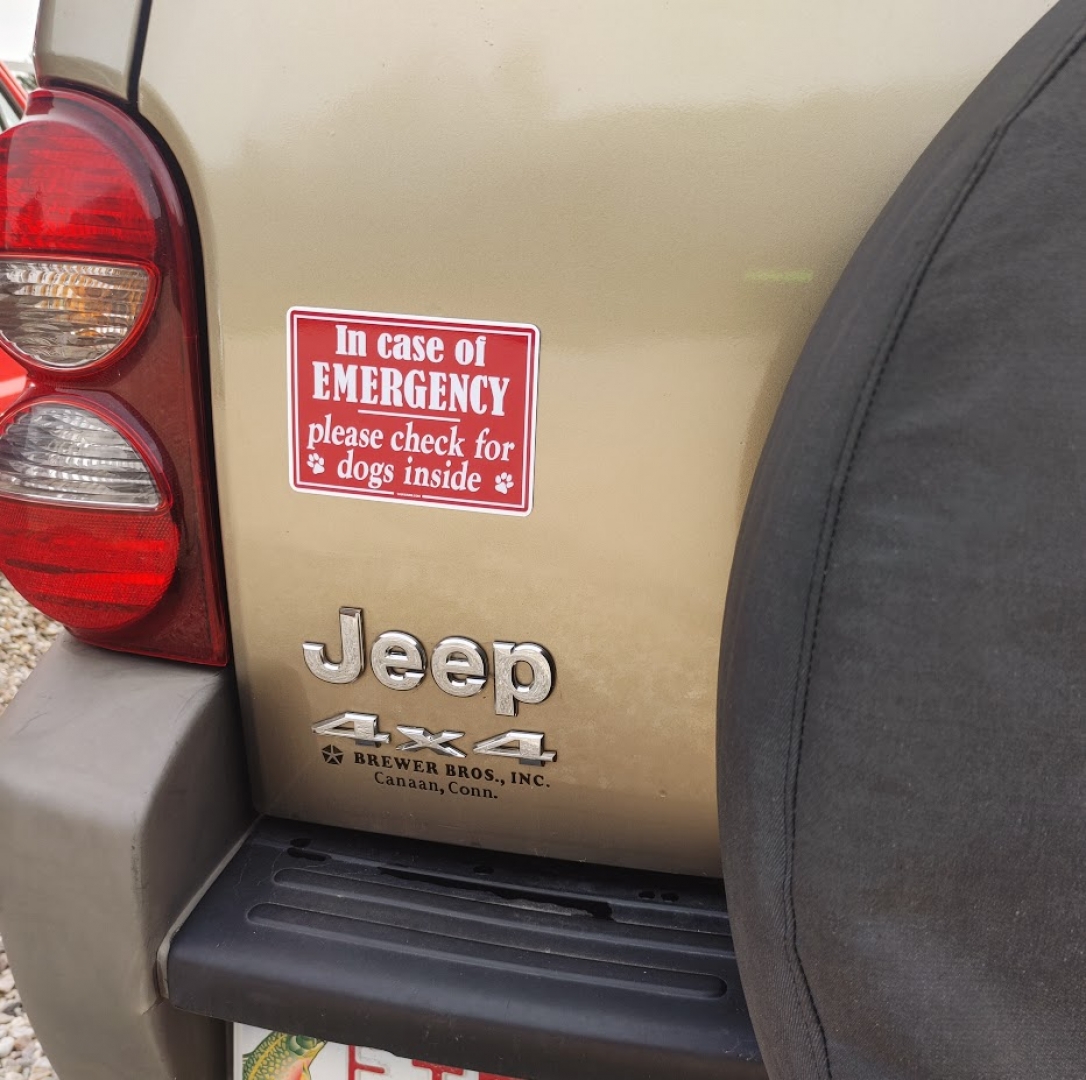 In case of
EMERGENCY
please check for
dogs inside
Jeep
4x4
BREWER BROS., INC.
Canaan, Conn.